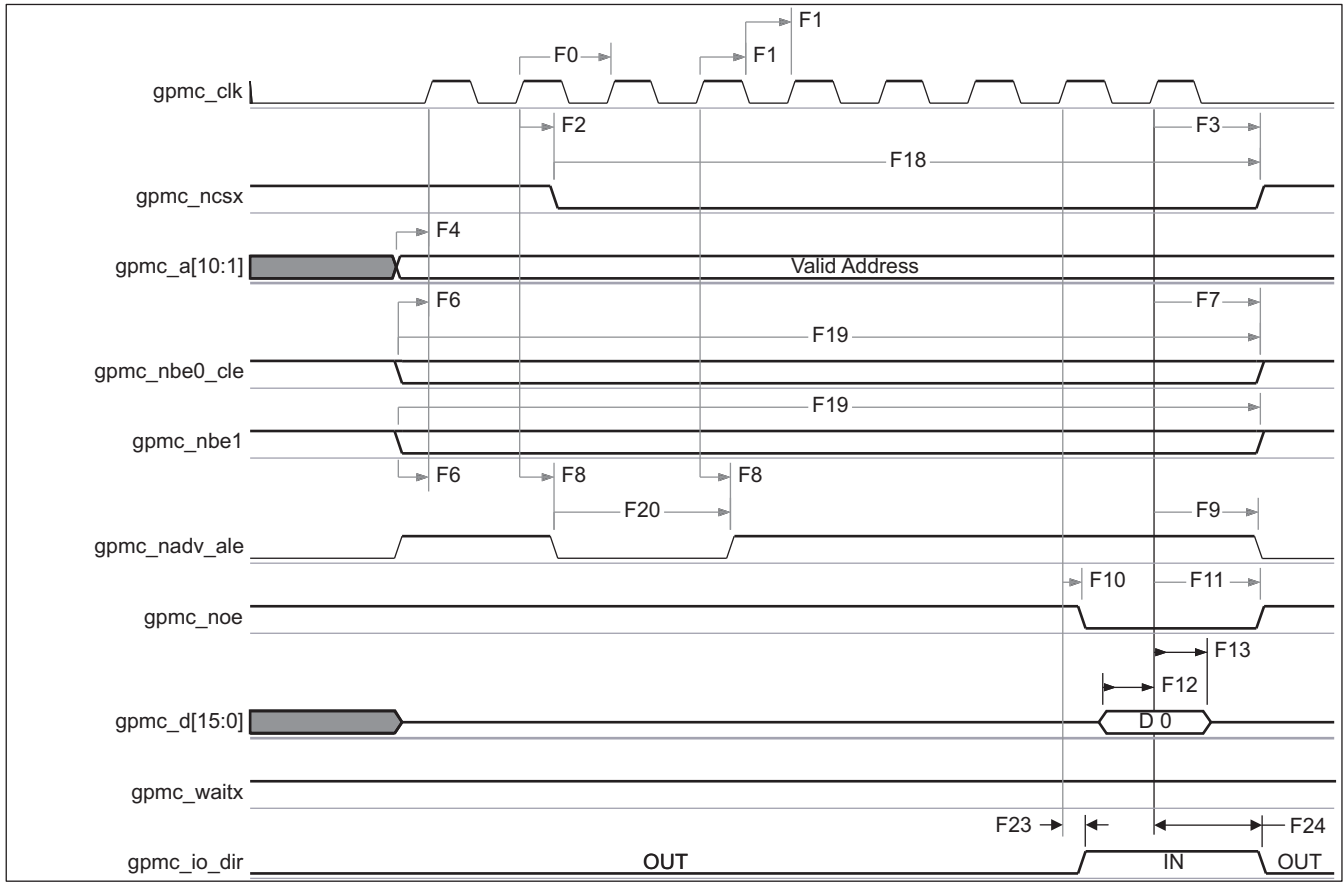 F1
F0
F1
gpmc_clk
F2
F3
F18
gpmc_ncsx
F4
gpmc_a[10:1]
Valid Address
F6
F7
F19
gpmc_nbe0_cle
F19
gpmc_nbe1
F6
F8
F8
F20
F9
gpmc_nadv_ale
F10
F11
gpmc_noe
F13
F12
gpmc_d[15:0]
D 0
gpmc_waitx
F23
F24
gpmc_io_dir
OUT
IN
OUT